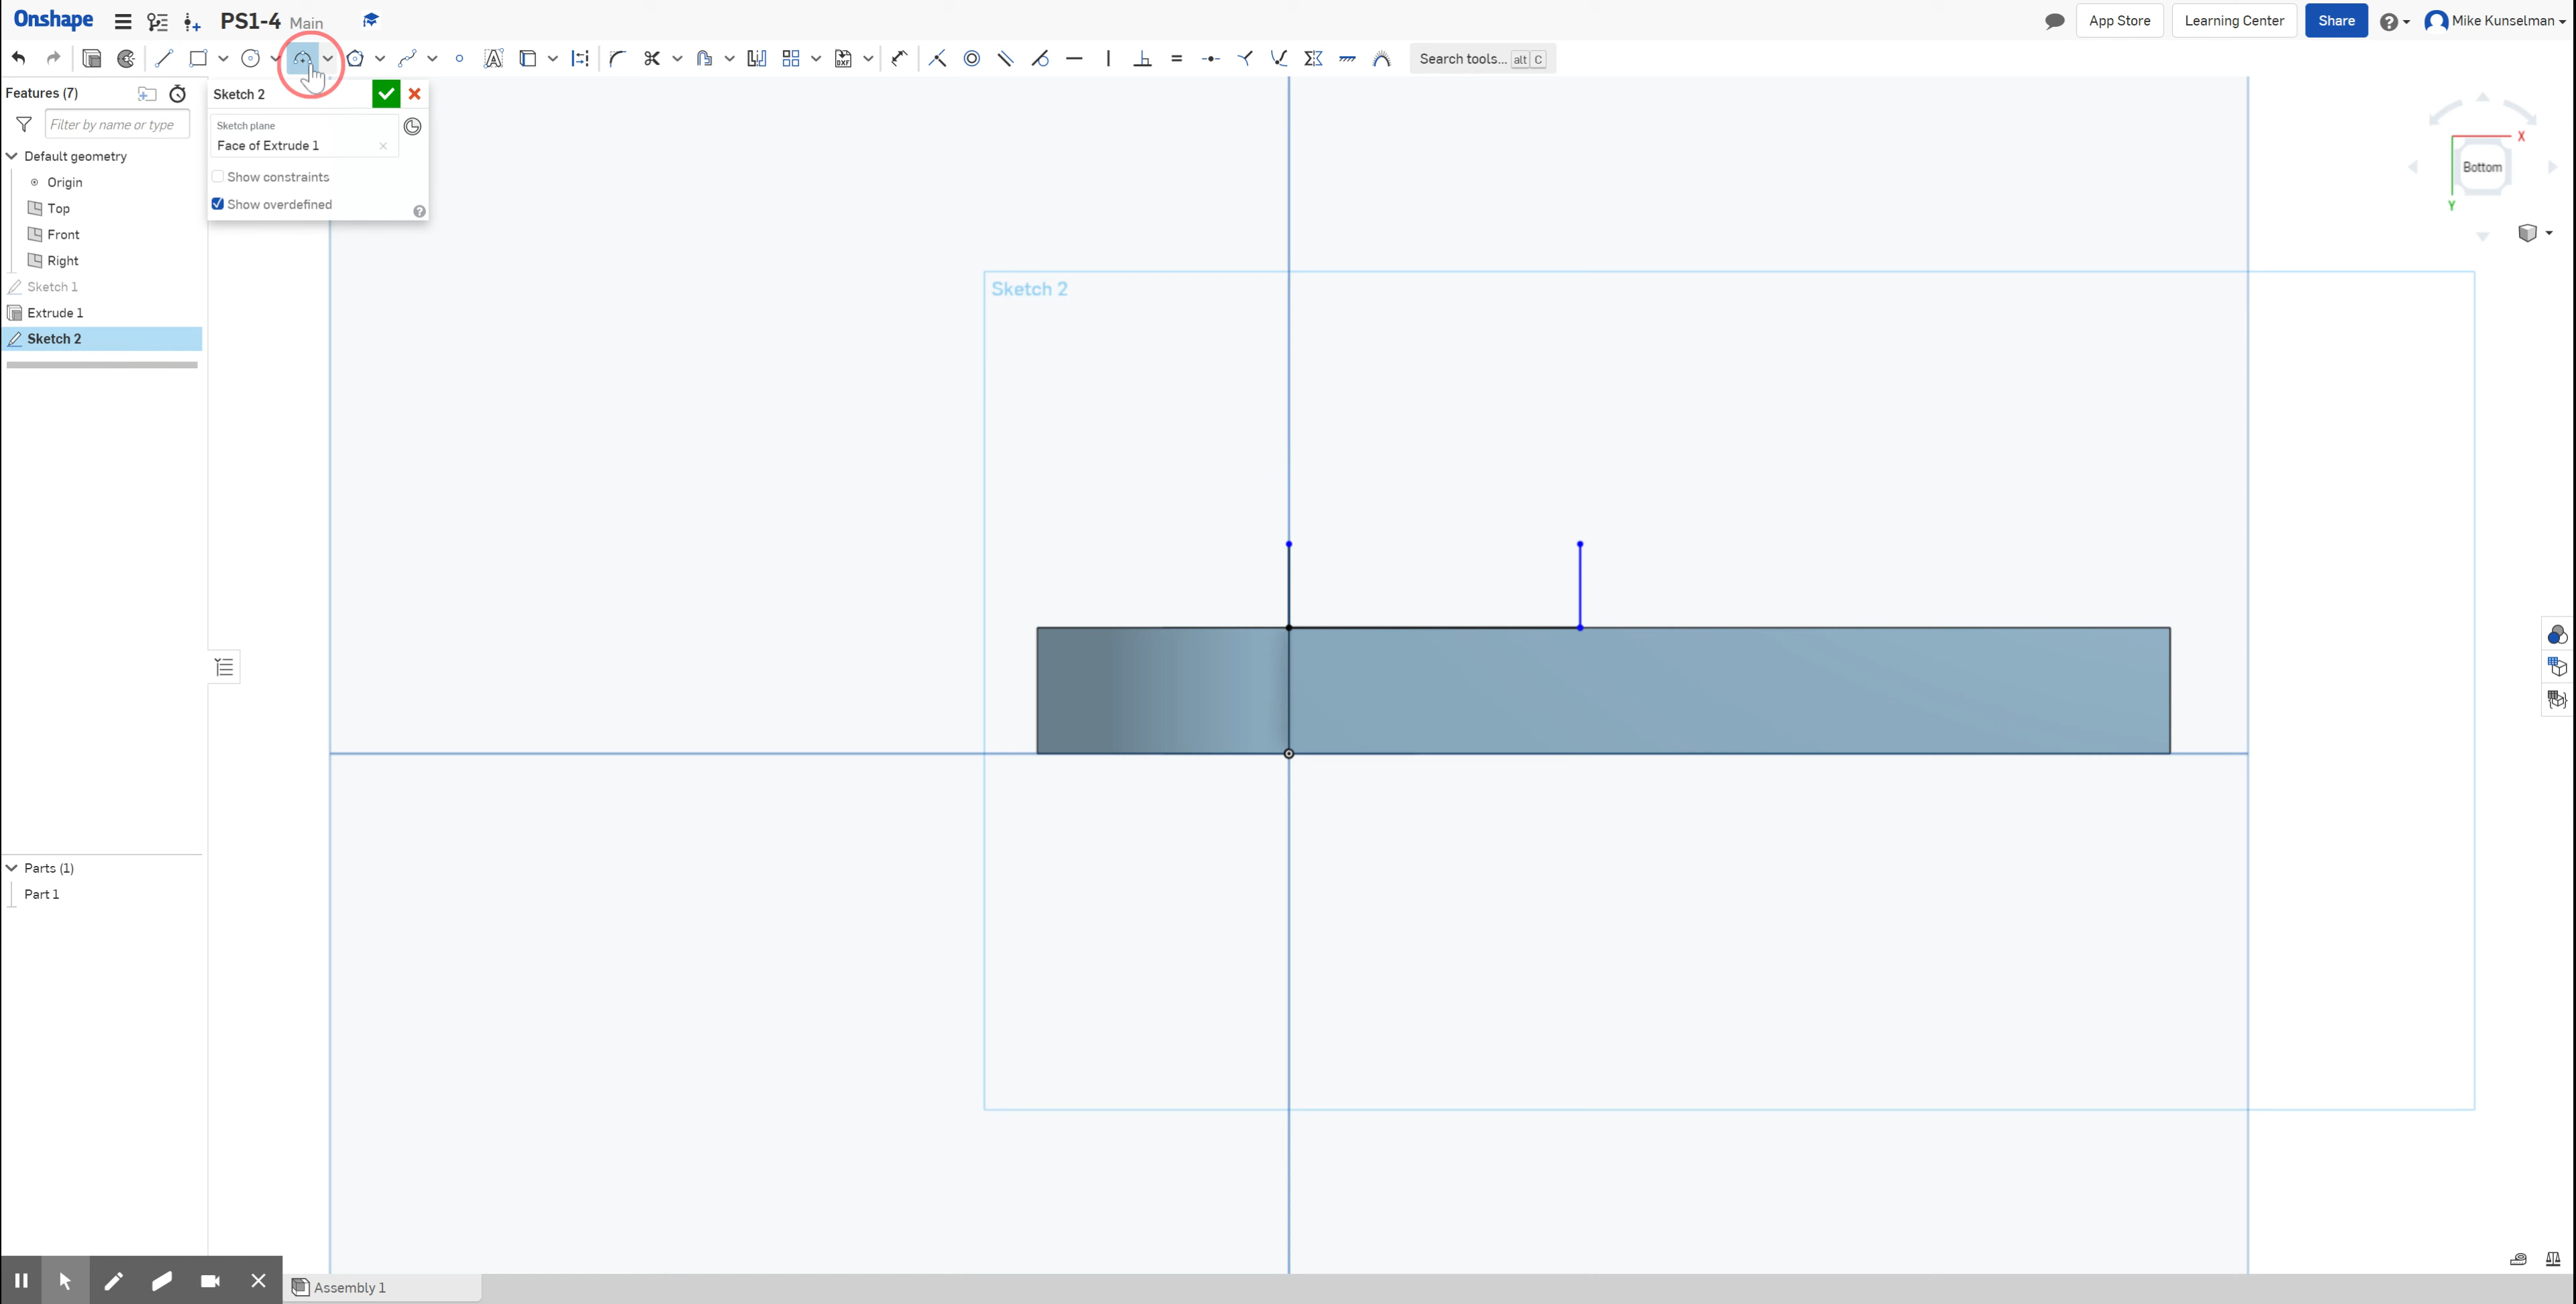 Onshape PS1-4 Main App Store Learning Center Share Mike Kunselman
Search tools... alt C
Features (7)
Filter by name or type
Default geometry
Origin
Top
Front
Right
Sketch 1
Extrude 1
Sketch 2
Sketch 2
Sketch plane
Face of Extrude 1
Show constraints
Show overdefined
Sketch 2
X
Bottom
Y
Parts (1)
Part 1
Assembly 1